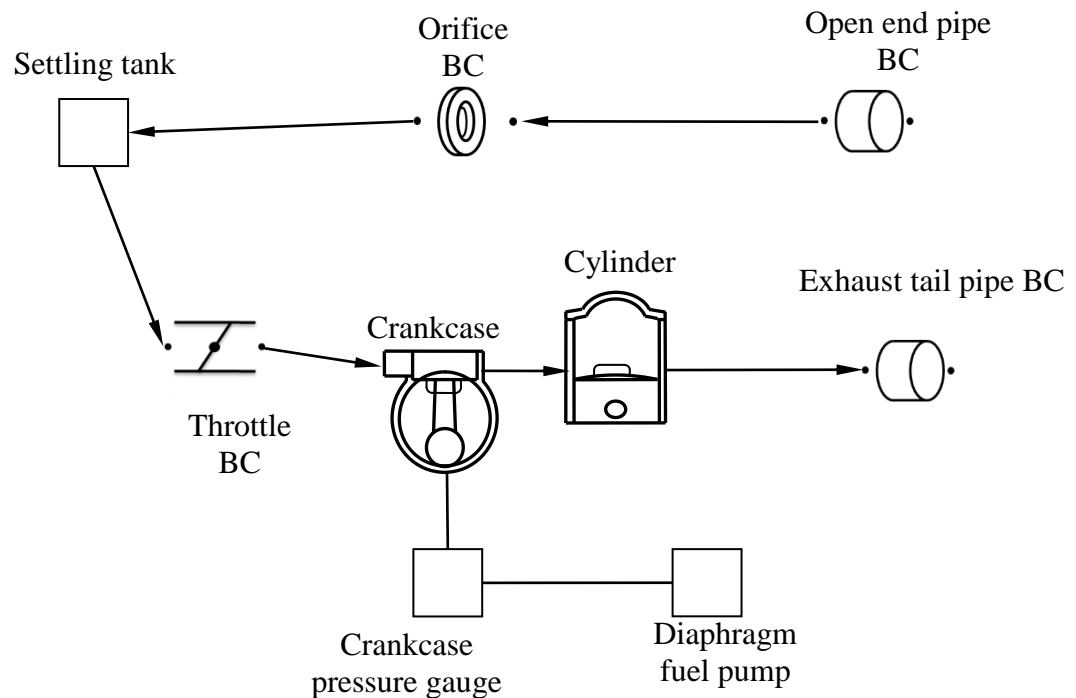 Settling tank
Orifice
BC
Open end pipe
BC
Throttle
BC
Crankcase
Cylinder
Exhaust tail pipe BC
Crankcase
pressure gauge
Diaphragm
fuel pump